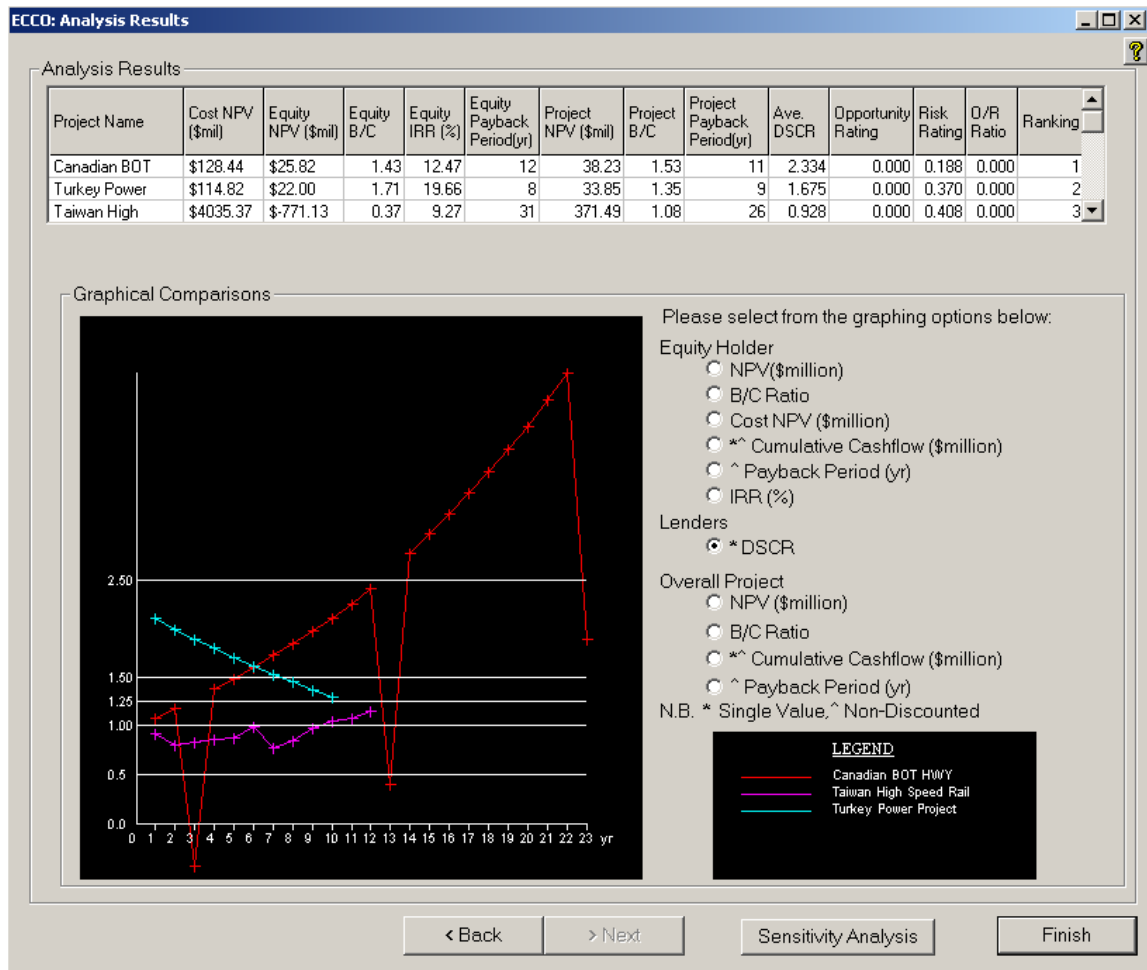 ECCO: Analysis Results
Analysis Results
Project Name Cost NPV ($mil) Equity NPV ($mil) Equity B/C Equity IRR (%) Equity Payback Period(yr) Project NPV ($mil) Project B/C Project Payback Period(yr) Ave. DSCR Opportunity Rating Risk Rating O/R Ratio Ranking
Canadian BOT $128.44 $25.82 1.43 12.47 12 38.23 1.53 11 2.334 0.000 0.188 0.000 1
Turkey Power $114.82 $22.00 1.71 19.66 8 33.85 1.35 9 1.675 0.000 0.370 0.000 2
Taiwan High $4035.37 $-771.13 0.37 9.27 31 371.49 1.08 26 0.928 0.000 0.408 0.000 3
Graphical Comparisons
2.50
1.50
1.25
1.00
0.5
0.0
0 1 2 3 4 5 6 7 8 9 10 11 12 13 14 15 16 17 18 19 20 21 22 23 yr
Please select from the graphing options below:
Equity Holder
NPV($million)
B/C Ratio
Cost NPV ($million)
*^ Cumulative Cashflow ($million)
^ Payback Period (yr)
IRR (%)
Lenders
* DSCR
Overall Project
NPV ($million)
B/C Ratio
*^ Cumulative Cashflow ($million)
^ Payback Period (yr)
N.B. * Single Value,^ Non-Discounted
LEGEND
Canadian BOT HWY
Taiwan High Speed Rail
Turkey Power Project
< Back
> Next
Sensitivity Analysis
Finish